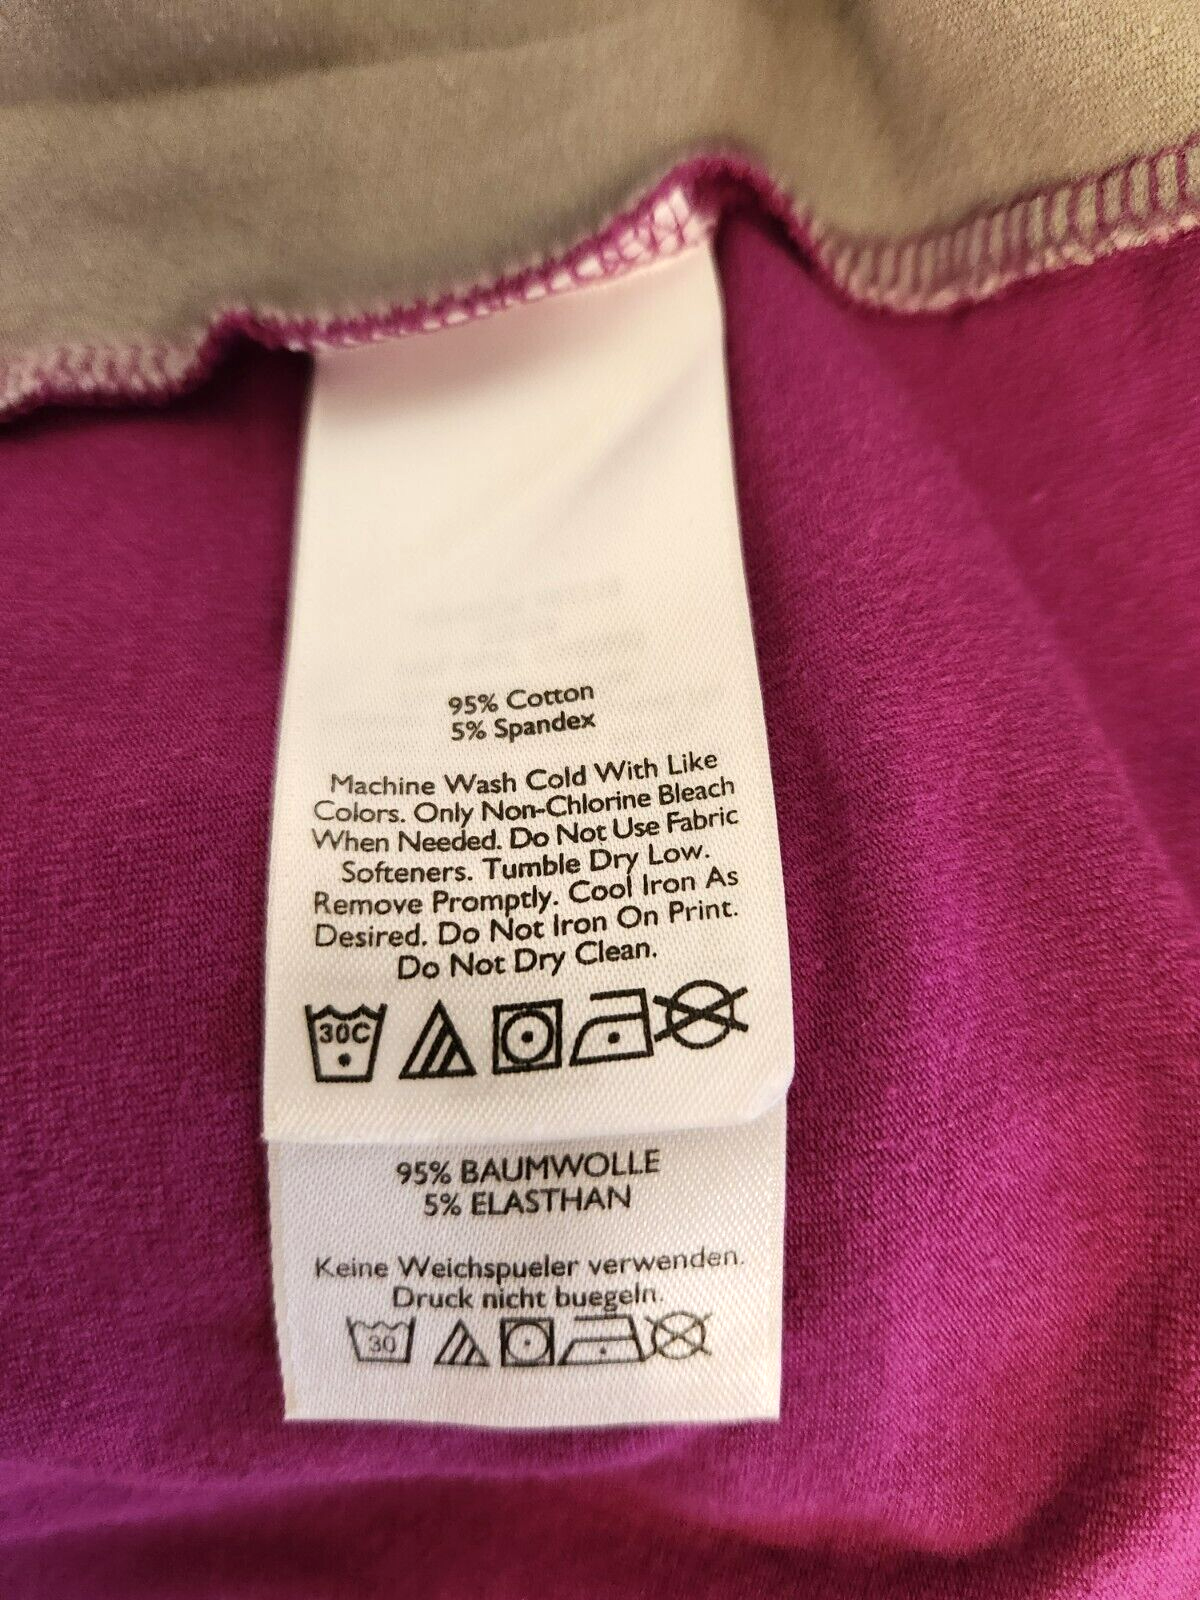 95% Cotton
5% Spandex
Machine Wash Cold With Like
Colors. Only Non-Chlorine Bleach
When Needed. Do Not Use Fabric
Softeners. Tumble Dry Low.
Remove Promptly. Cool Iron As
Desired. Do Not Iron On Print.
Do Not Dry Clean.
30C
95% BAUMWOLLE
5% ELASTHAN
Keine Weichspueler verwenden.
Druck nicht buegeln.
30